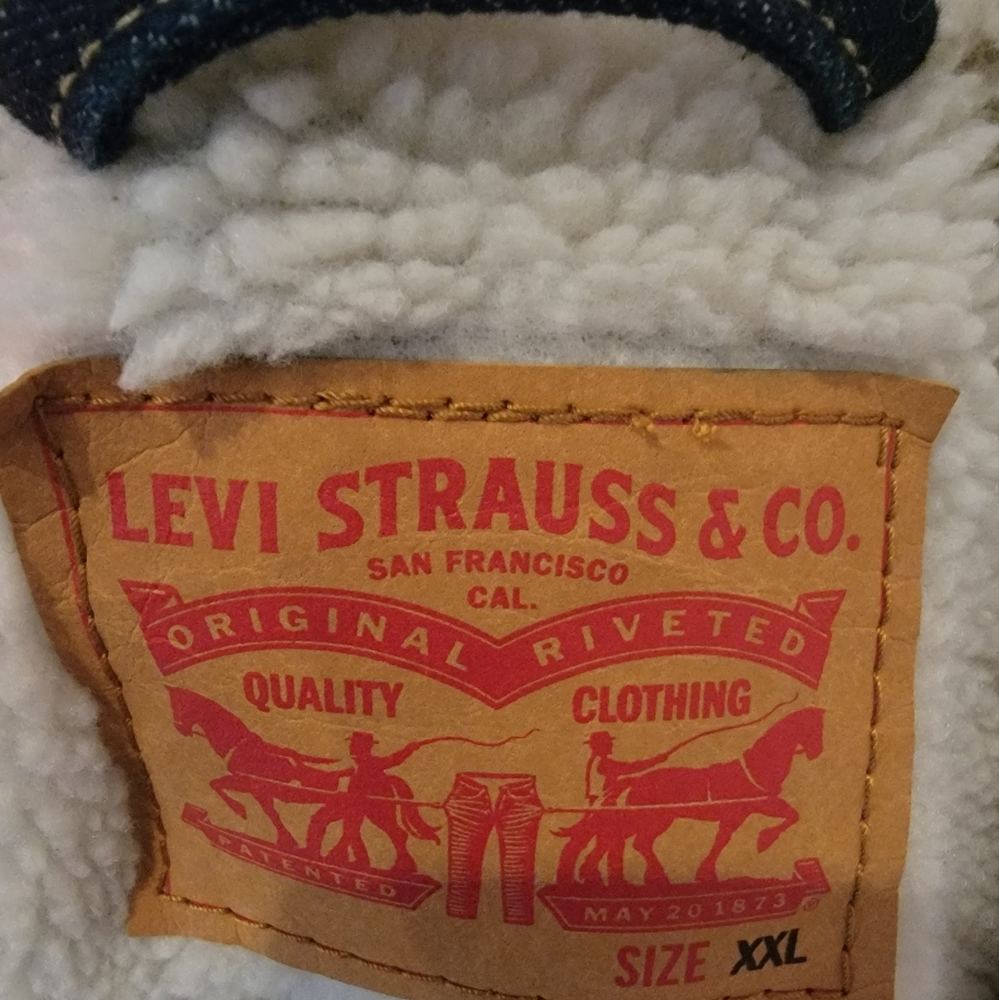 LEVI STRAUSS & CO.
SAN FRANCISCO
CAL.
ORIGINAL RIVETED
QUALITY CLOTHING
PATENTED MAY 20 1873 ®
SIZE XXL